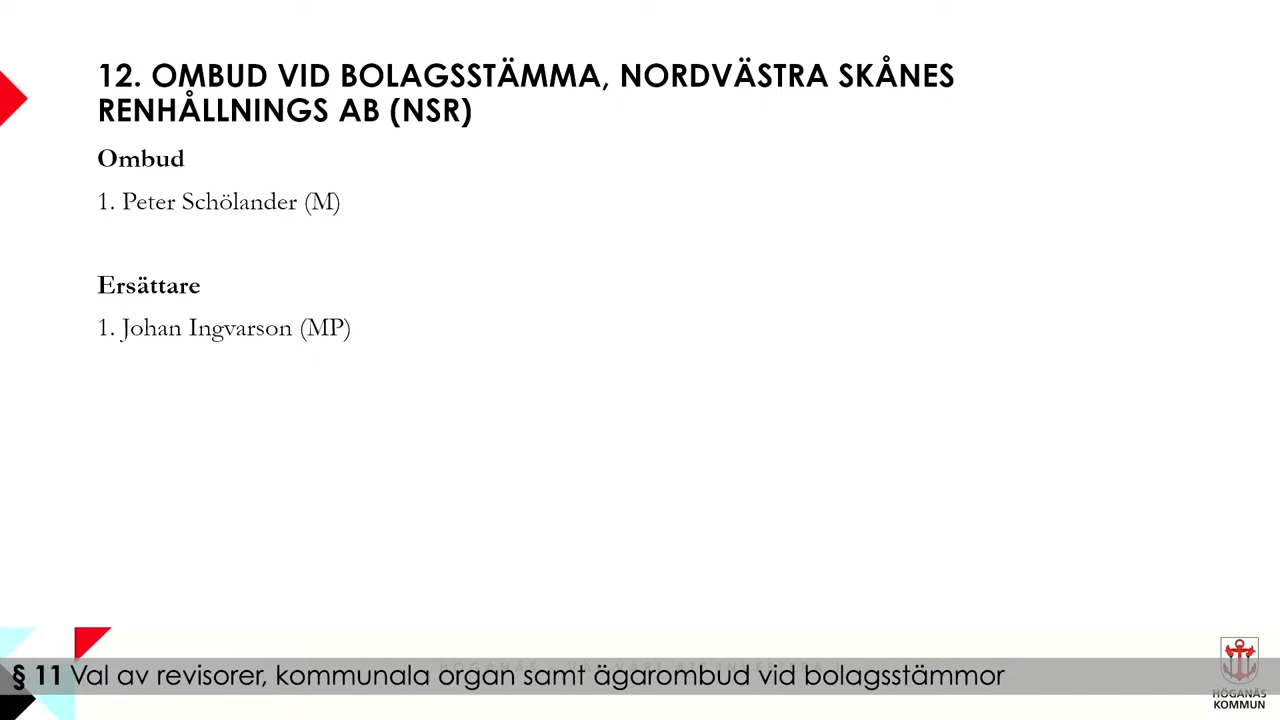 12. OMBUD VID BOLAGSSTÄMMA, NORDVÄSTRA SKÅNES
RENHÅLLNINGS AB (NSR)
Ombud
1. Peter Schölander (M)
Ersättare
1. Johan Ingvarson (MP)
§ 11 Val av revisorer, kommunala organ samt ägarombud vid bolagsstämmor
HÖGANÄS
KOMMUN